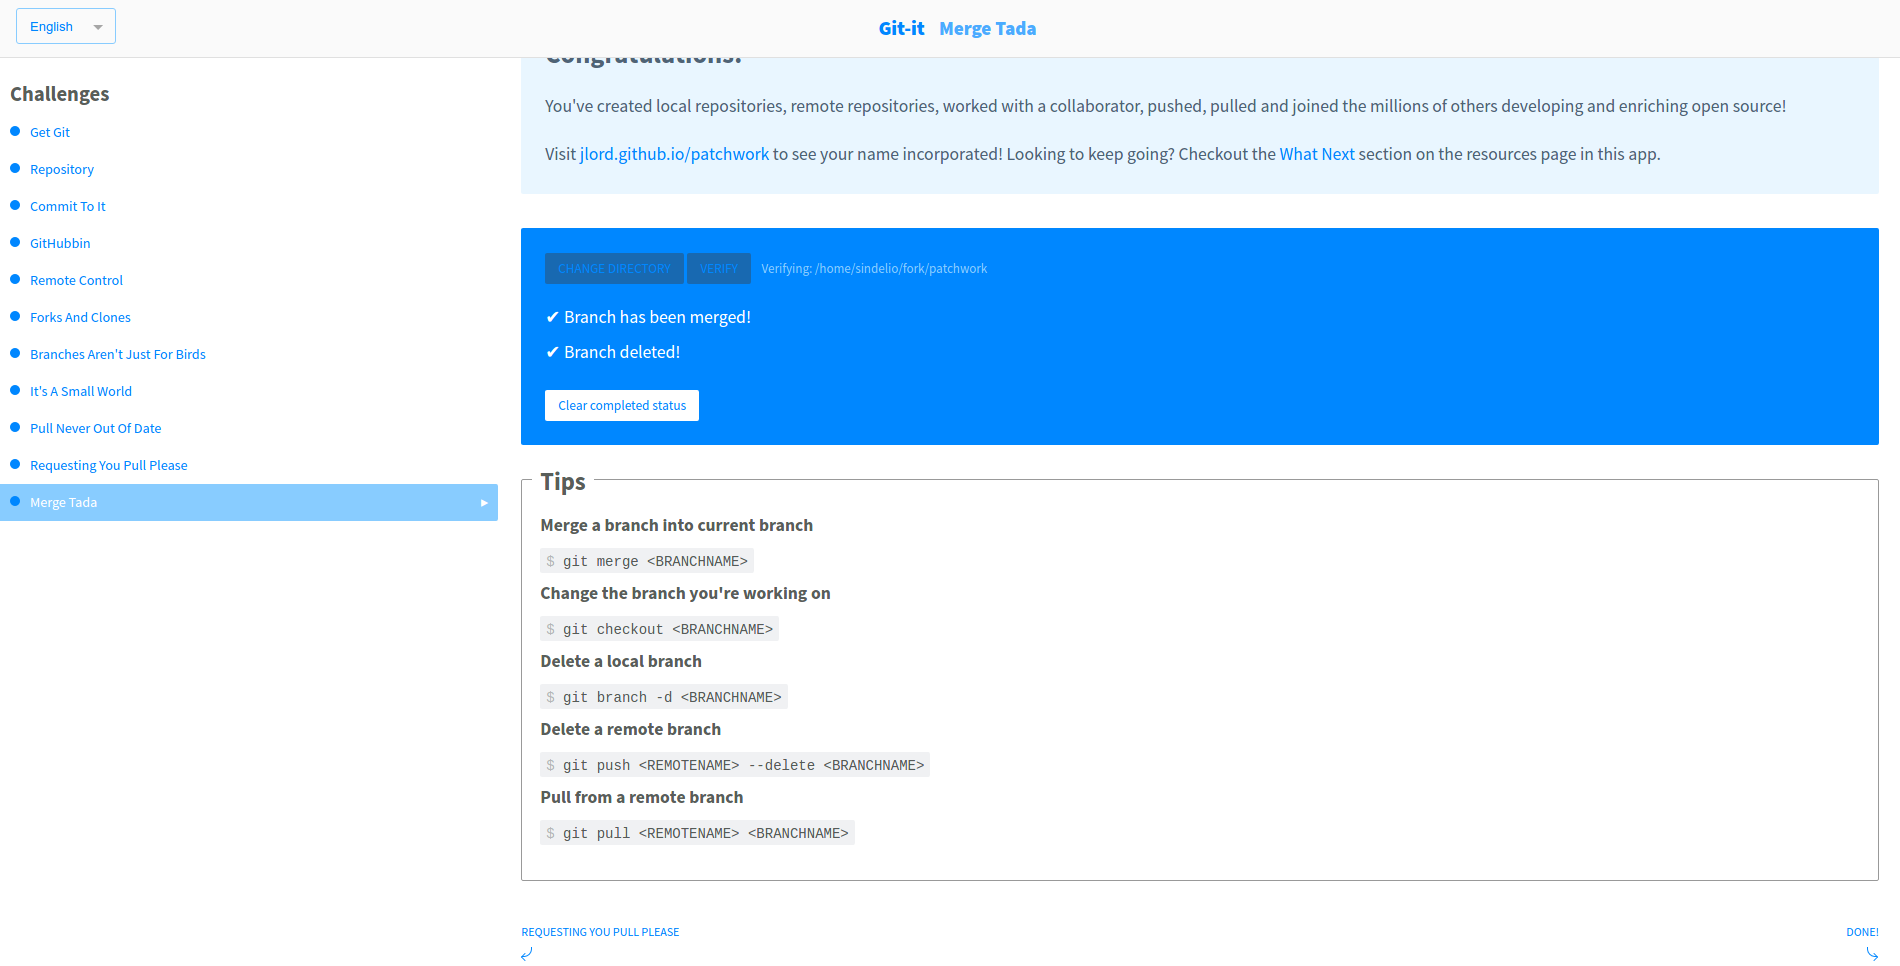 English
Git-it Merge Tada
Challenges
Get Git
Repository
Commit To It
GitHubbin
Remote Control
Forks And Clones
Branches Aren't Just For Birds
It's A Small World
Pull Never Out Of Date
Requesting You Pull Please
Merge Tada
Congratulations!
You've created local repositories, remote repositories, worked with a collaborator, pushed, pulled and joined the millions of others developing and enriching open source!
Visit jlord.github.io/patchwork to see your name incorporated! Looking to keep going? Checkout the What Next section on the resources page in this app.
CHANGE DIRECTORY VERIFY Verifying: /home/sindelio/fork/patchwork
✔ Branch has been merged!
✔ Branch deleted!
Clear completed status
Tips
Merge a branch into current branch
$ git merge <BRANCHNAME>
Change the branch you're working on
$ git checkout <BRANCHNAME>
Delete a local branch
$ git branch -d <BRANCHNAME>
Delete a remote branch
$ git push <REMOTENAME> --delete <BRANCHNAME>
Pull from a remote branch
$ git pull <REMOTENAME> <BRANCHNAME>
REQUESTING YOU PULL PLEASE
DONE!